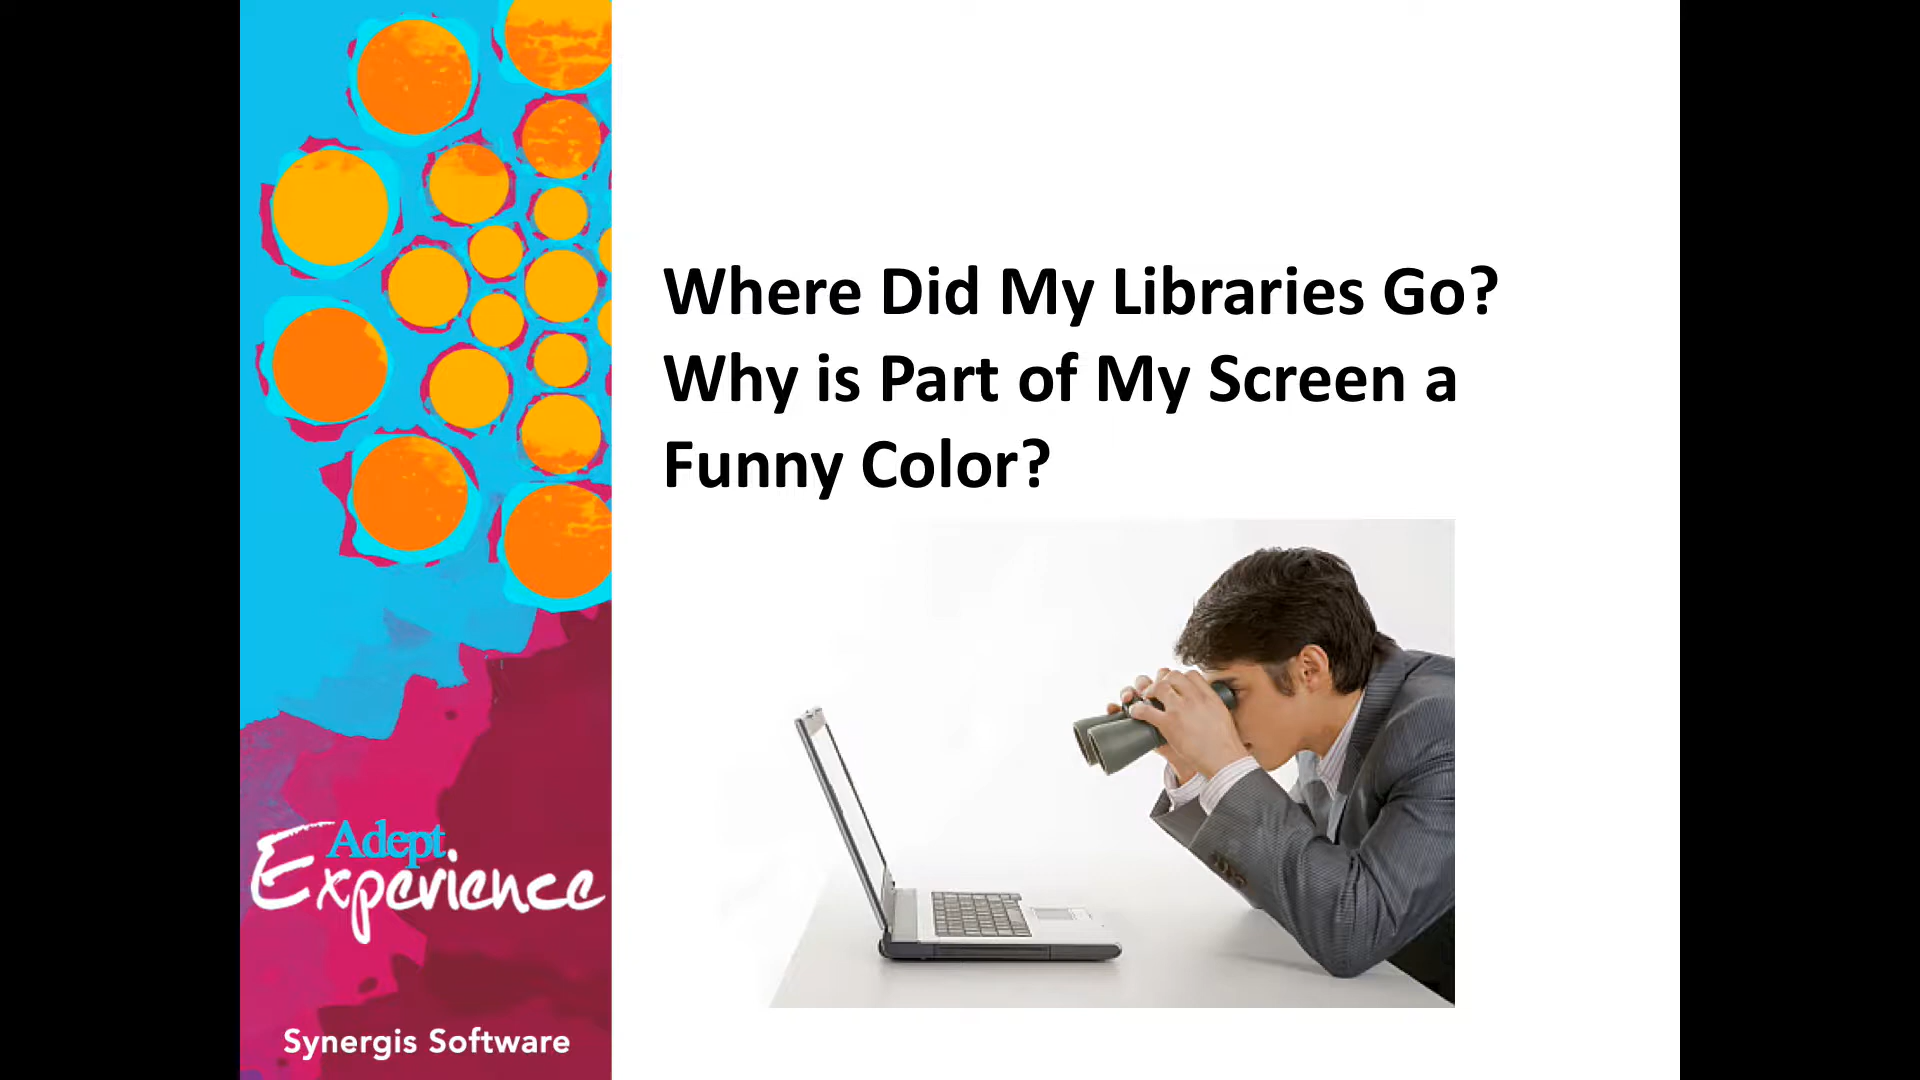 Where Did My Libraries Go?
Why is Part of My Screen a
Funny Color?
Adept
Experience
Synergis Software